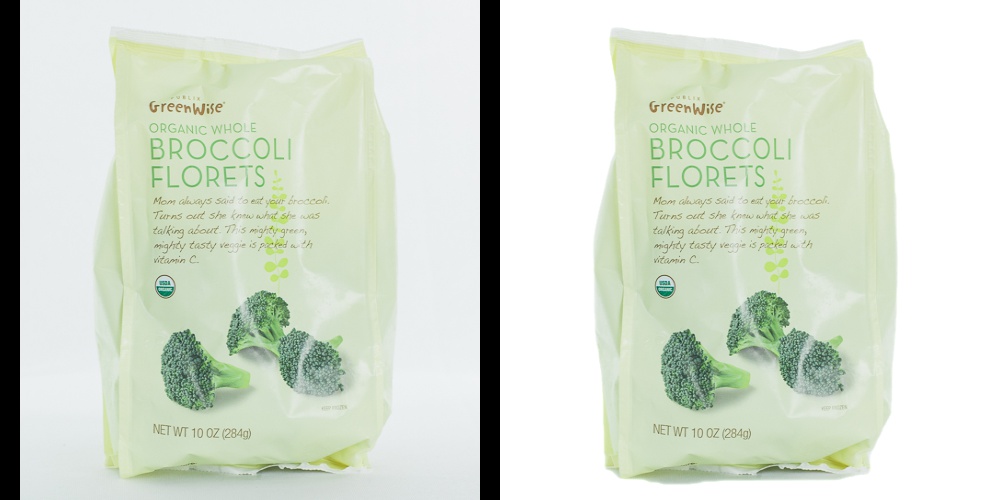 GreenWise
ORGANIC WHOLE
BROCCOLI
FLORETS
Mom always said to eat your broccoli.
Turns out she knew what she was
talking about. This mighty green,
mighty tasty veggie is packed with
vitamin C.
USDA
ORGANIC
NET WT 10 OZ (284g)
GreenWise
ORGANIC WHOLE
BROCCOLI
FLORETS
Mom always said to eat your broccoli.
Turns out she knew what she was
talking about. This mighty green,
mighty tasty veggie is packed with
vitamin C.
USDA
ORGANIC
NET WT 10 OZ (284g)